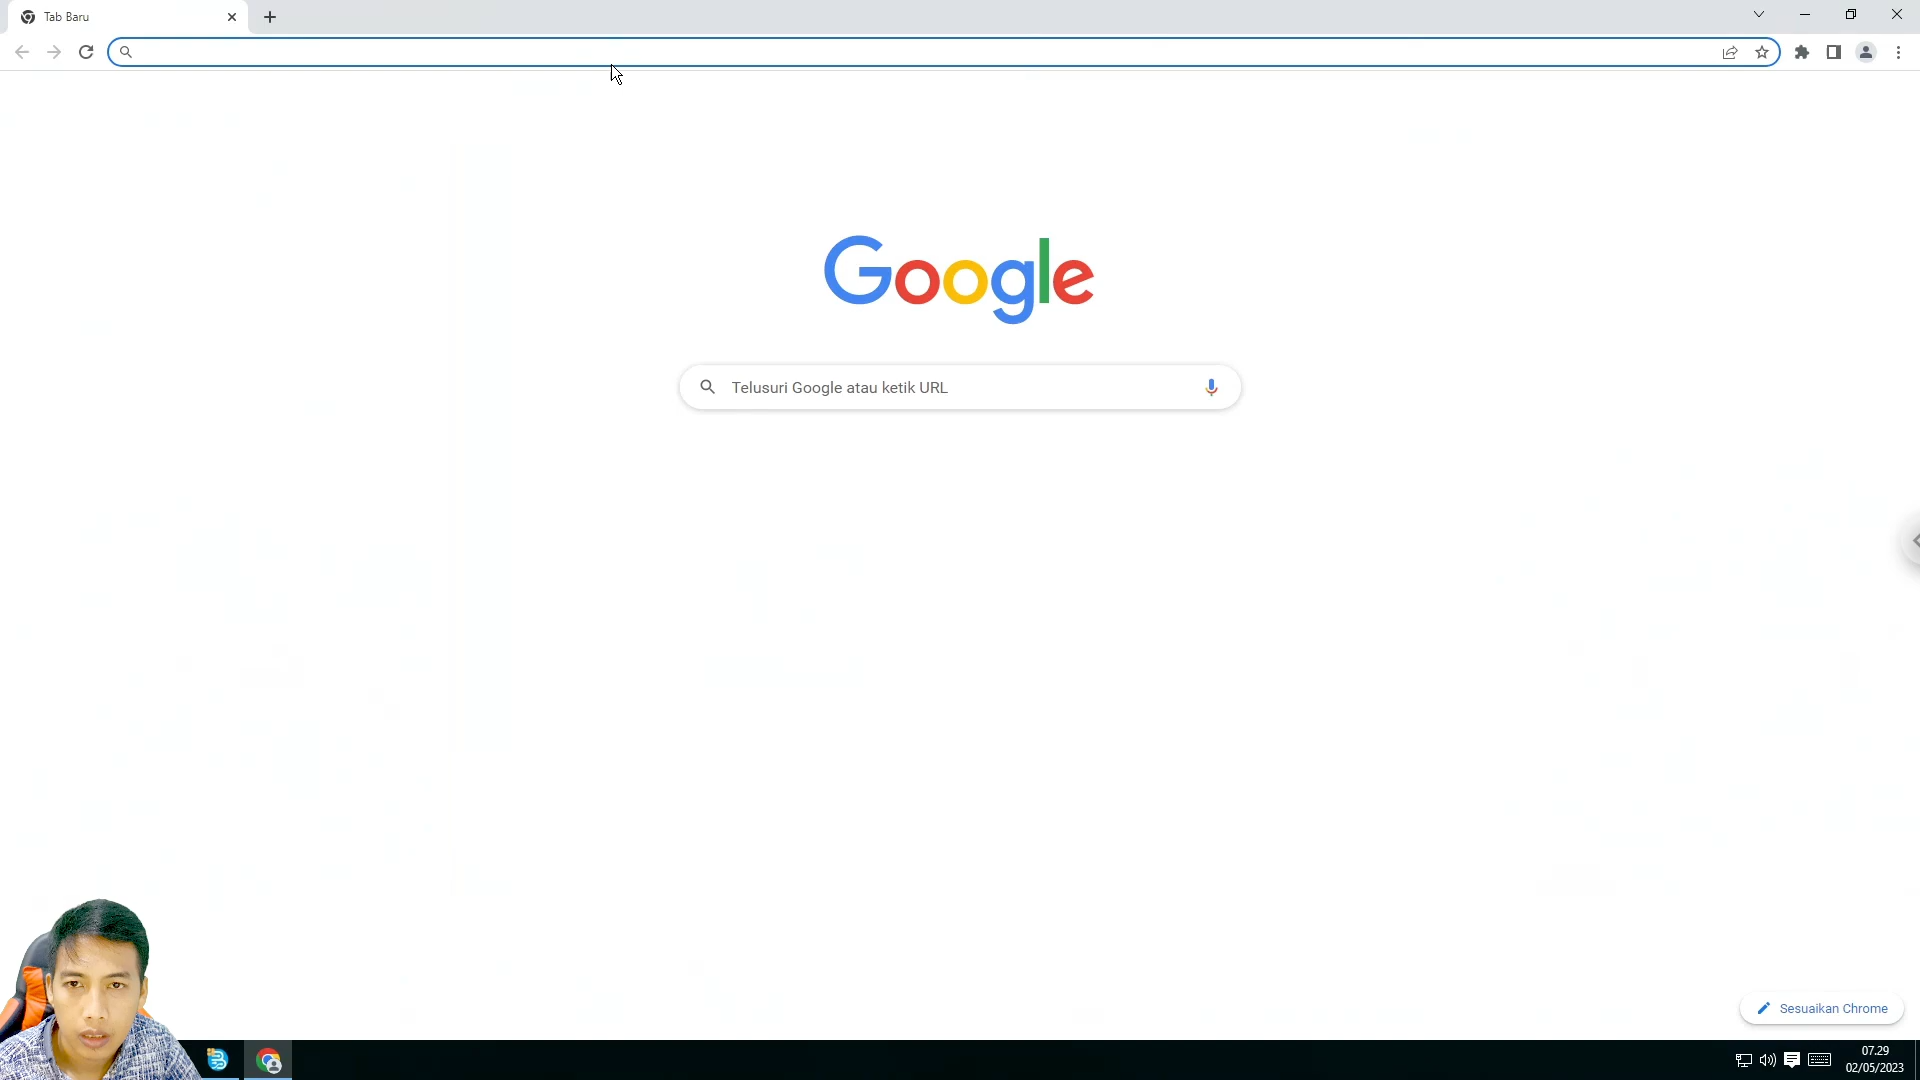 Tab Baru
Google
Telusuri Google atau ketik URL
Sesuaikan Chrome
07.29
02/05/2023